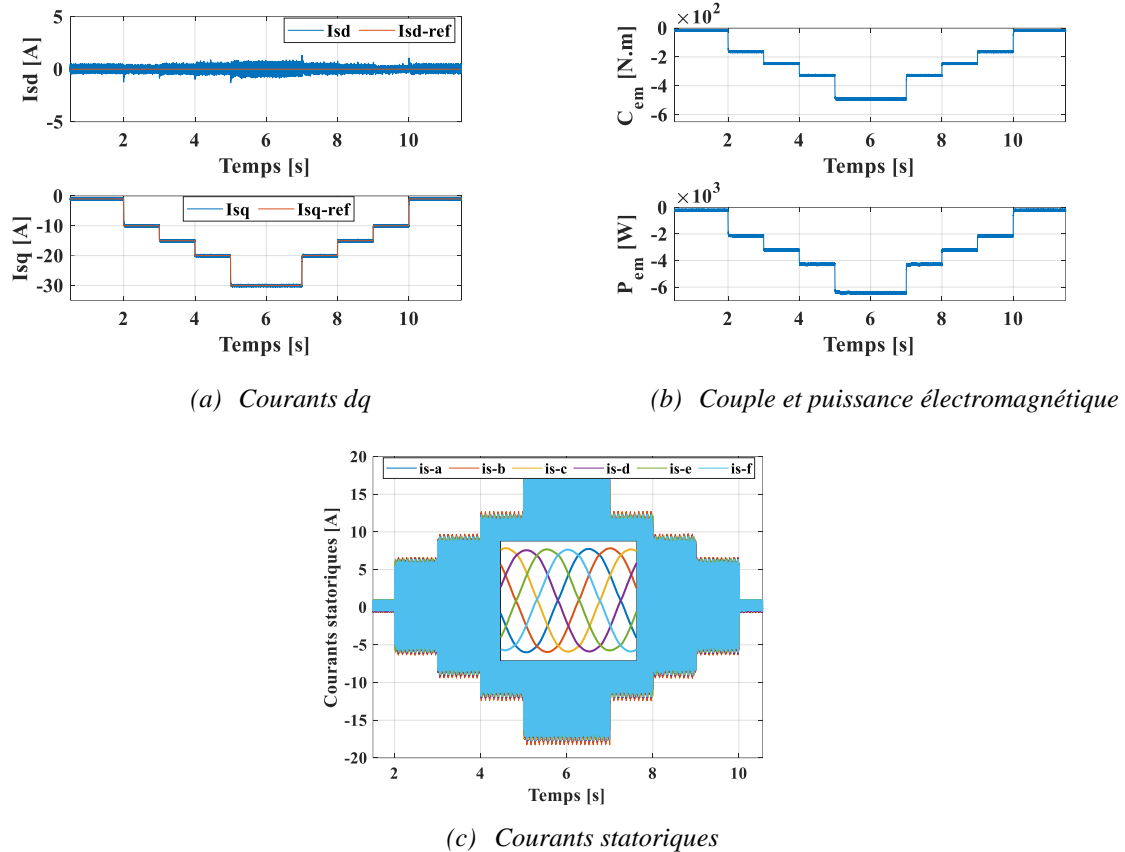 Isd Isd-ref
5
0
-5
Isd [A]
2 4 6 8 10
Temps [s]
Isq Isq-ref
0
-10
-20
-30
Isq [A]
2 4 6 8 10
Temps [s]
(a) Courants dq
×10²
0
-2
-4
-6
C_em [N.m]
2 4 6 8 10
Temps [s]
×10³
0
-2
-4
-6
P_em [W]
2 4 6 8 10
Temps [s]
(b) Couple et puissance électromagnétique
is-a is-b is-c is-d is-e is-f
20
15
10
5
0
-5
-10
-15
-20
Courants statoriques [A]
2 4 6 8 10
Temps [s]
(c) Courants statoriques